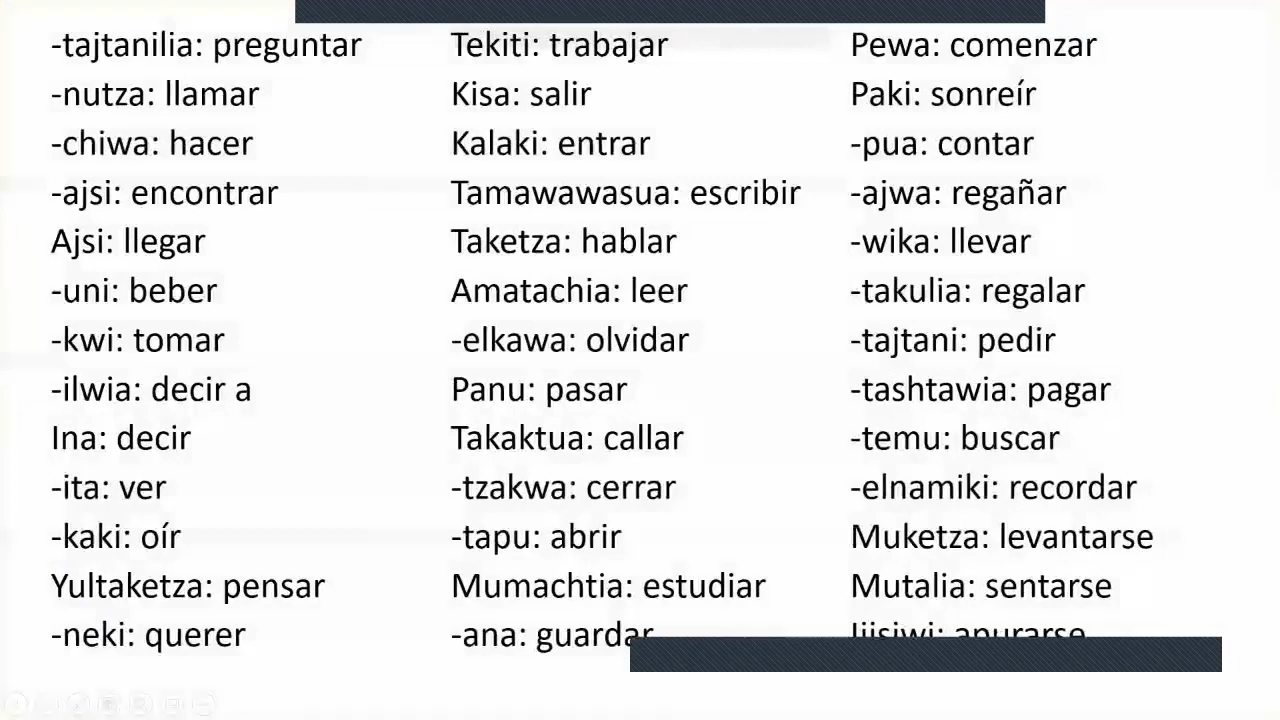 -tajtanilia: preguntar
-nutza: llamar
-chiwa: hacer
-ajsi: encontrar
Ajsi: llegar
-uni: beber
-kwi: tomar
-ilwia: decir a
Ina: decir
-ita: ver
-kaki: oír
Yultaketza: pensar
-neki: querer
Tekiti: trabajar
Kisa: salir
Kalaki: entrar
Tamawawasua: escribir
Taketza: hablar
Amatachia: leer
-elkawa: olvidar
Panu: pasar
Takaktua: callar
-tzakwa: cerrar
-tapu: abrir
Mumachtia: estudiar
-ana: guardar
Pewa: comenzar
Paki: sonreír
-pua: contar
-ajwa: regañar
-wika: llevar
-takulia: regalar
-tajtani: pedir
-tashtawia: pagar
-temu: buscar
-elnamiki: recordar
Muketza: levantarse
Mutalia: sentarse
apurarse